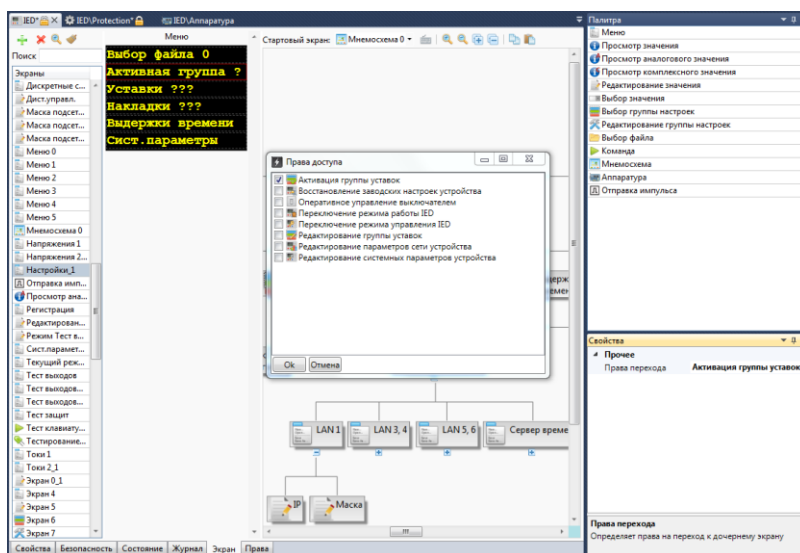 IED* IED\Protection* IED\Аппаратура
Меню
Стартовый экран: Мнемосхема 0
Поиск
Экраны
Дискретные с...
Дист.управл.
Маска подсет...
Маска подсет...
Маска подсет...
Меню 0
Меню 1
Меню 2
Меню 3
Меню 4
Меню 5
Мнемосхема 0
Напряжения 1
Напряжения 2...
Настройки_1
Отправка имп...
Просмотр ана...
Регистрация
Редактирован...
Режим Тест в...
Сист.парамет...
Текущий реж...
Тест выходов
Тест выходов...
Тест выходов...
Тест защит
Тест клавиату...
Тестирование...
Токи 1
Токи 2_1
Экран 0_1
Экран 4
Экран 5
Экран 6
Экран 7
Выбор файла 0
Активная группа ?
Уставки ???
Накладки ???
Выдержки времени
Сист.параметры
Права доступа
Активация группы уставок
Восстановление заводских настроек устройства
Оперативное управление выключателем
Переключение режима работы IED
Переключение режима управления IED
Редактирование группы уставок
Редактирование параметров сети устройства
Редактирование системных параметров устройства
Ok Отмена
LAN 1 LAN 3, 4 LAN 5, 6 Сервер време
IP Маска
Палитра
Меню
Просмотр значения
Просмотр аналогового значения
Просмотр комплексного значения
Редактирование значения
Выбор значения
Выбор группы настроек
Редактирование группы настроек
Выбор файла
Команда
Мнемосхема
Аппаратура
Отправка импульса
Свойства
Прочее
Права перехода Активация группы уставок
Права перехода
Определяет права на переход к дочернему экрану
Свойства Безопасность Состояние Журнал Экран Права